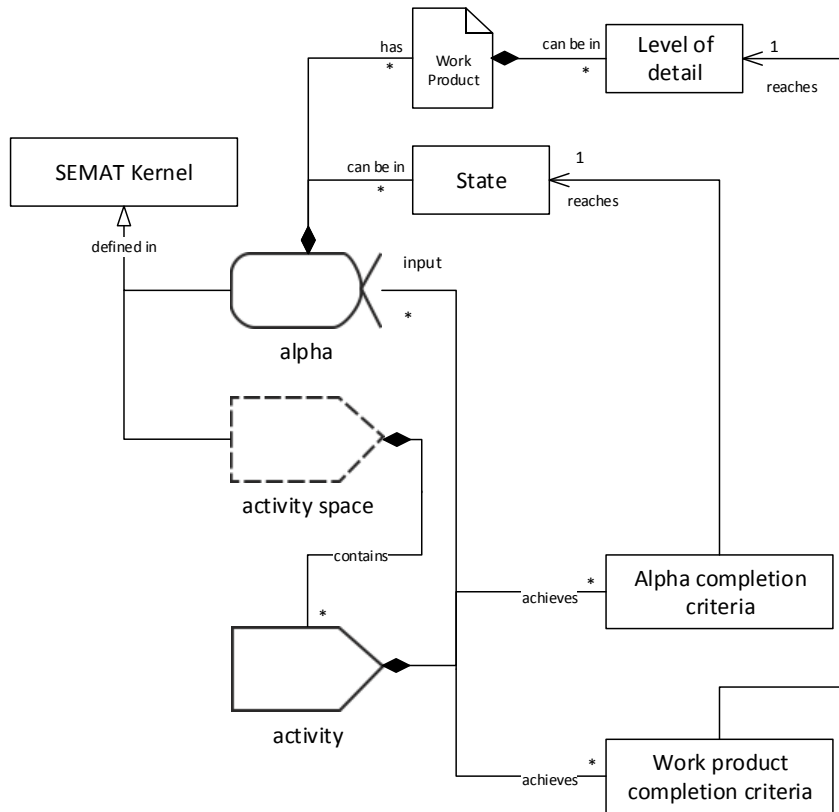 has
*
Work
Product
can be in
*
Level of
detail
1
reaches
SEMAT Kernel
can be in
*
State
1
reaches
defined in
input
*
alpha
activity space
contains
*
achieves
*
Alpha completion
criteria
activity
achieves
*
Work product
completion criteria